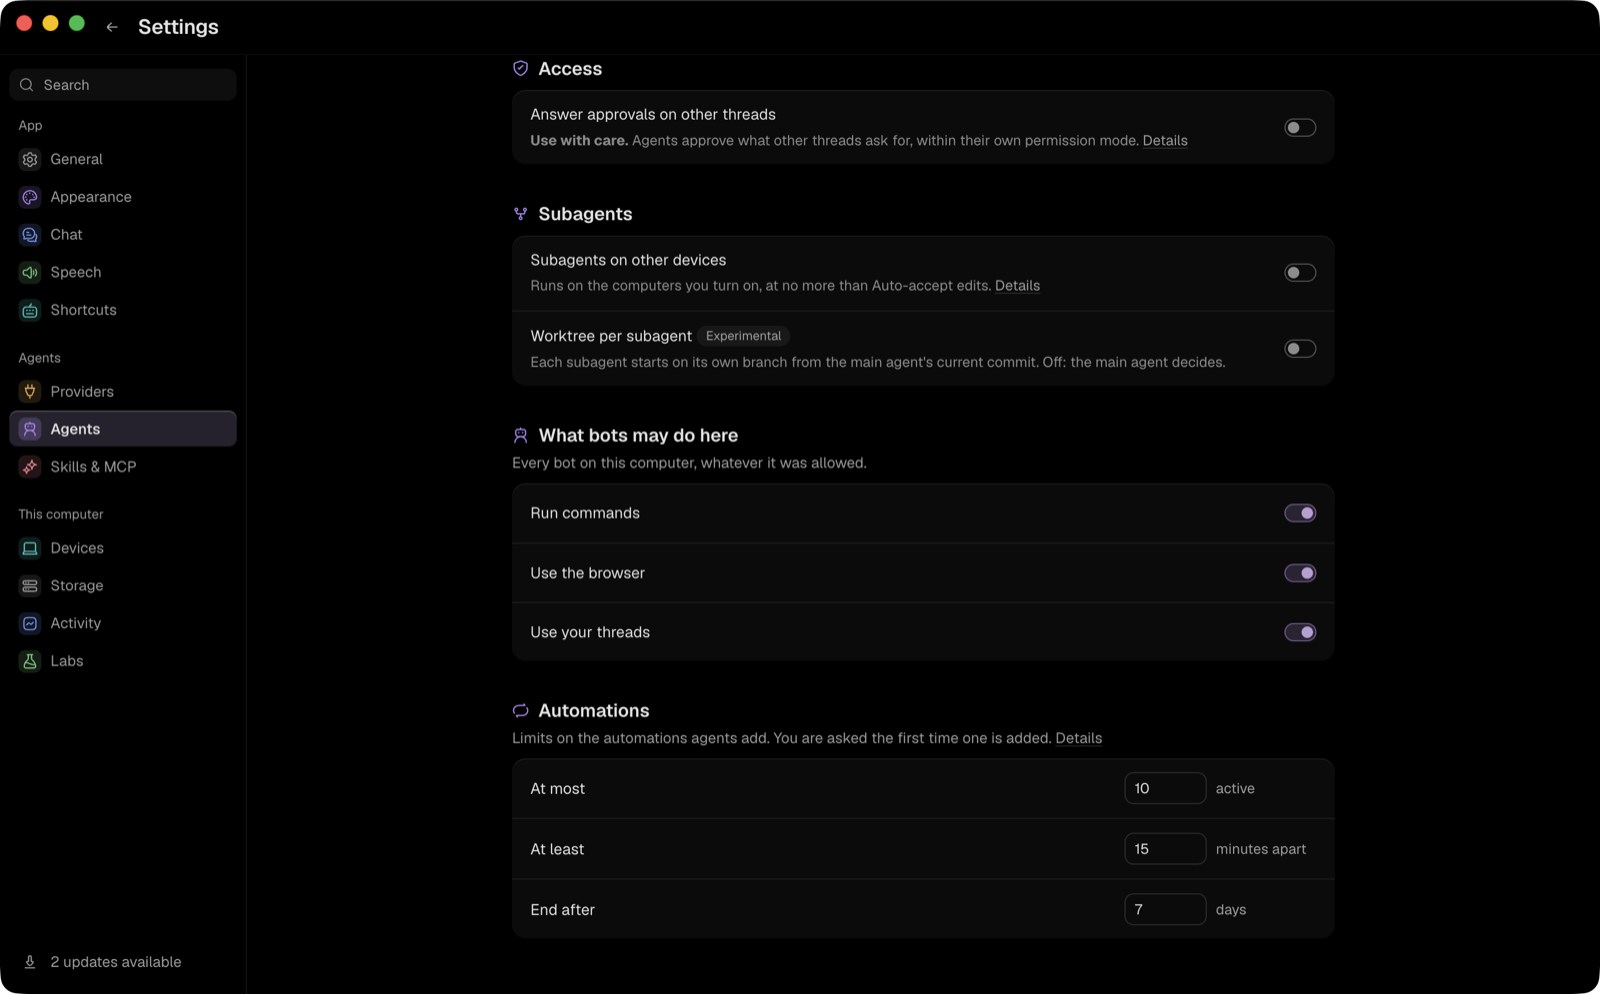 Settings
Search
App
General
Appearance
Chat
Speech
Shortcuts
Agents
Providers
Agents
Skills & MCP
This computer
Devices
Storage
Activity
Labs
2 updates available
Access
Answer approvals on other threads
Use with care. Agents approve what other threads ask for, within their own permission mode. Details
Subagents
Subagents on other devices
Runs on the computers you turn on, at no more than Auto-accept edits. Details
Worktree per subagent Experimental
Each subagent starts on its own branch from the main agent's current commit. Off: the main agent decides.
What bots may do here
Every bot on this computer, whatever it was allowed.
Run commands
Use the browser
Use your threads
Automations
Limits on the automations agents add. You are asked the first time one is added. Details
At most 10 active
At least 15 minutes apart
End after 7 days